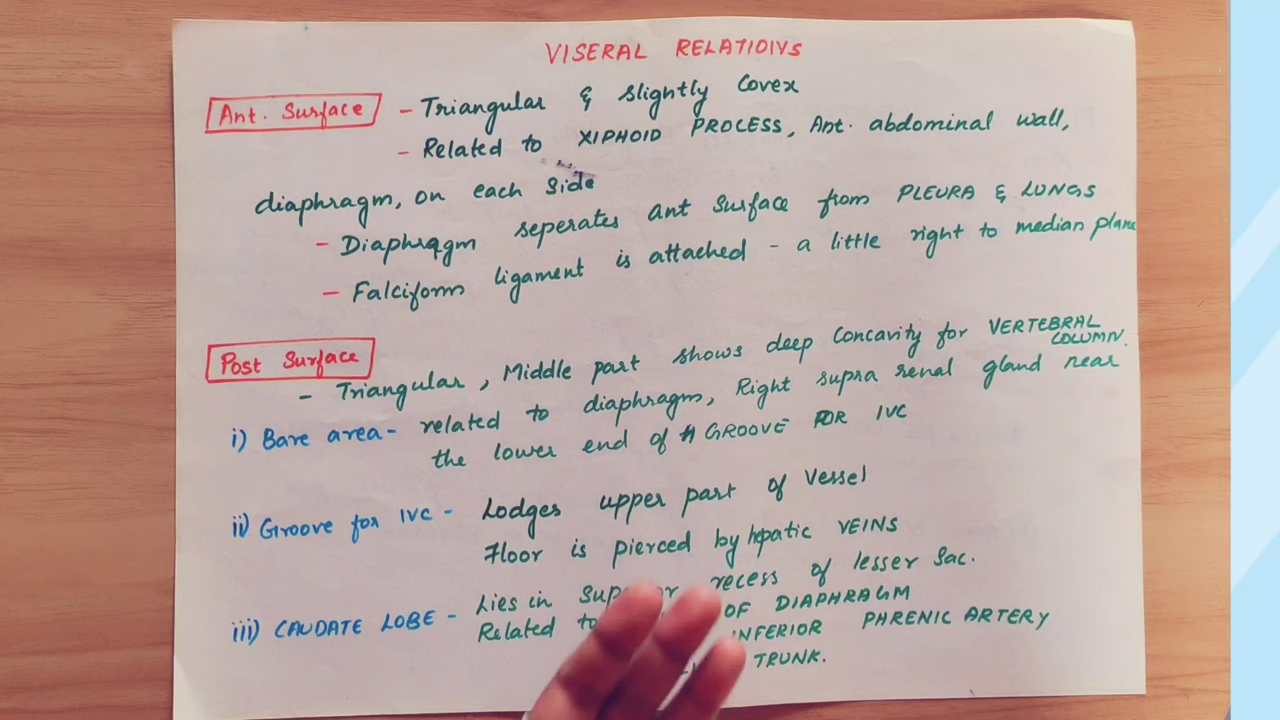 VISERAL RELATIONS
Ant. Surface - Triangular & slightly Covex
- Related to XIPHOID PROCESS, Ant. abdominal wall,
diaphragm, on each side
- Diaphragm seperates ant surface from PLEURA & LUNGS
- Falciform ligament is attached - a little right to median plane
Post Surface
- Triangular, Middle part shows deep concavity for VERTEBRAL COLUMN.
i) Bare area - related to diaphragm, Right supra renal gland near
the lower end of GROOVE FOR IVC
ii) Groove for IVC - Lodges upper part of Vessel
Floor is pierced by hepatic VEINS
iii) CAUDATE LOBE - Lies in recess of lesser Sac.
Related to OF DIAPHRAGM
INFERIOR PHRENIC ARTERY
TRUNK.